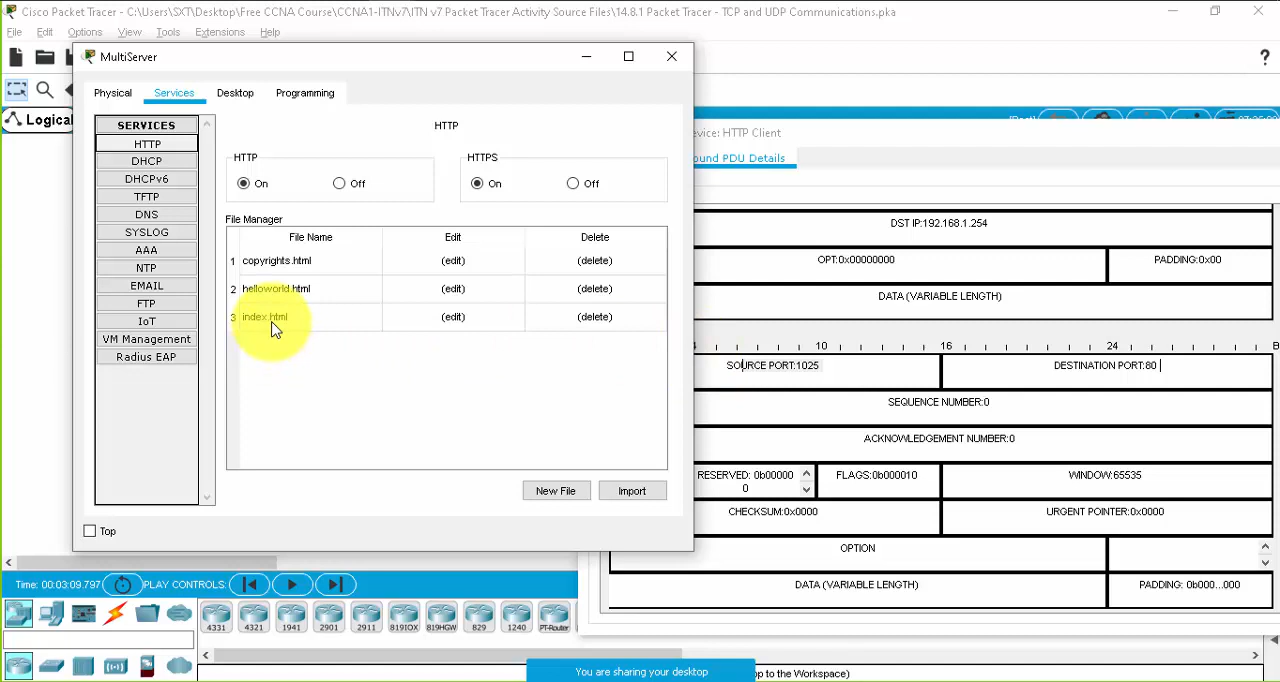 Cisco Packet Tracer - C:\Users\SXT\Desktop\Free CCNA Course\CCNA1-ITNv7\ITN v7 Packet Tracer Activity Source Files\14.8.1 Packet Tracer - TCP and UDP Communications.pka
File Edit Options View Tools Extensions Help
MultiServer
?
Physical Services Desktop Programming
Logical
SERVICES
HTTP
DHCP
DHCPv6
TFTP
DNS
SYSLOG
AAA
NTP
EMAIL
FTP
IoT
VM Management
Radius EAP
HTTP
HTTP
On Off
HTTPS
On Off
File Manager
File Name Edit Delete
1 copyrights.html (edit) (delete)
2 helloworld.html (edit) (delete)
3 index.html (edit) (delete)
New File Import
Top
evice: HTTP Client
ound PDU Details
DST IP:192.168.1.254
OPT:0x00000000 PADDING:0x00
DATA (VARIABLE LENGTH)
4 10 16 24 B
SOURCE PORT:1025 DESTINATION PORT:80
SEQUENCE NUMBER:0
ACKNOWLEDGEMENT NUMBER:0
RESERVED: 0b00000
0
FLAGS:0b000010 WINDOW:65535
CHECKSUM:0x0000 URGENT POINTER:0x0000
OPTION
DATA (VARIABLE LENGTH) PADDING: 0b000...000
Time: 00:03:09.797 PLAY CONTROLS:
4331 4321 1941 2901 2911 819IOX 819HGW 829 1240 PT-Router
You are sharing your desktop
op to the Workspace)